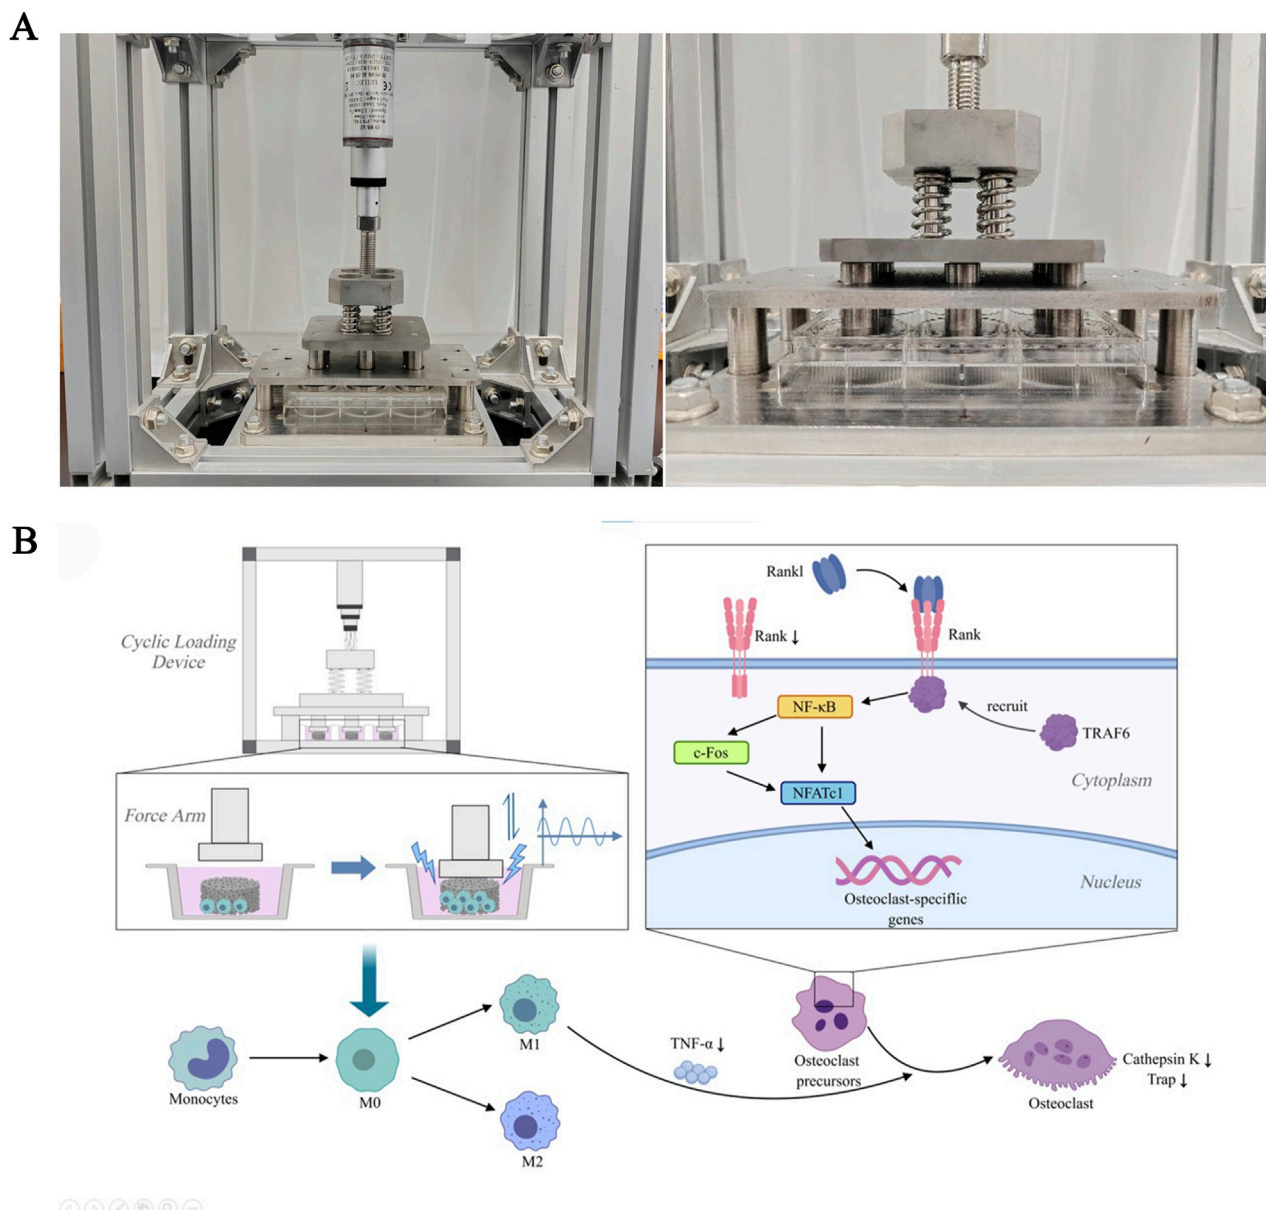 A
B
Cyclic Loading
Device
Force Arm
Rankl
Rank ↓
Rank
NF-κB
recruit
TRAF6
c-Fos
Cytoplasm
NFATc1
Nucleus
Osteoclast-speciflic
genes
Monocytes
M0
M1
M2
TNF-α ↓
Osteoclast
precursors
Cathepsin K ↓
Trap ↓
Osteoclast